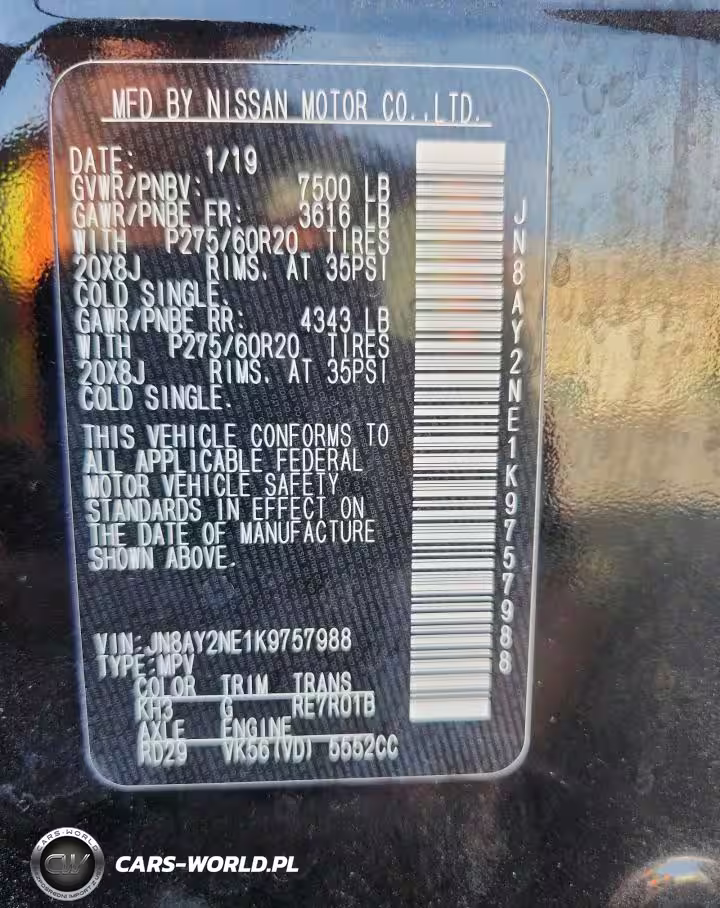 MFD BY NISSAN MOTOR CO.,LTD.
DATE: 1/19
GVWR/PNBV: 7500 LB
GAWR/PNBE FR: 3616 LB
WITH P275/60R20 TIRES
20X8J RIMS. AT 35PSI
COLD SINGLE.
GAWR/PNBE RR: 4343 LB
WITH P275/60R20 TIRES
20X8J RIMS. AT 35PSI
COLD SINGLE.
THIS VEHICLE CONFORMS TO
ALL APPLICABLE FEDERAL
MOTOR VEHICLE SAFETY
STANDARDS IN EFFECT ON
THE DATE OF MANUFACTURE
SHOWN ABOVE.
VIN:JN8AY2NE1K9757988
TYPE:MPV
COLOR TRIM TRANS
KH3 G RE7R01B
AXLE ENGINE
RD29 VK56(VD) 5552CC
JN8AY2NE1K9757988
CARS-WORLD
CW
CARS-WORLD.PL